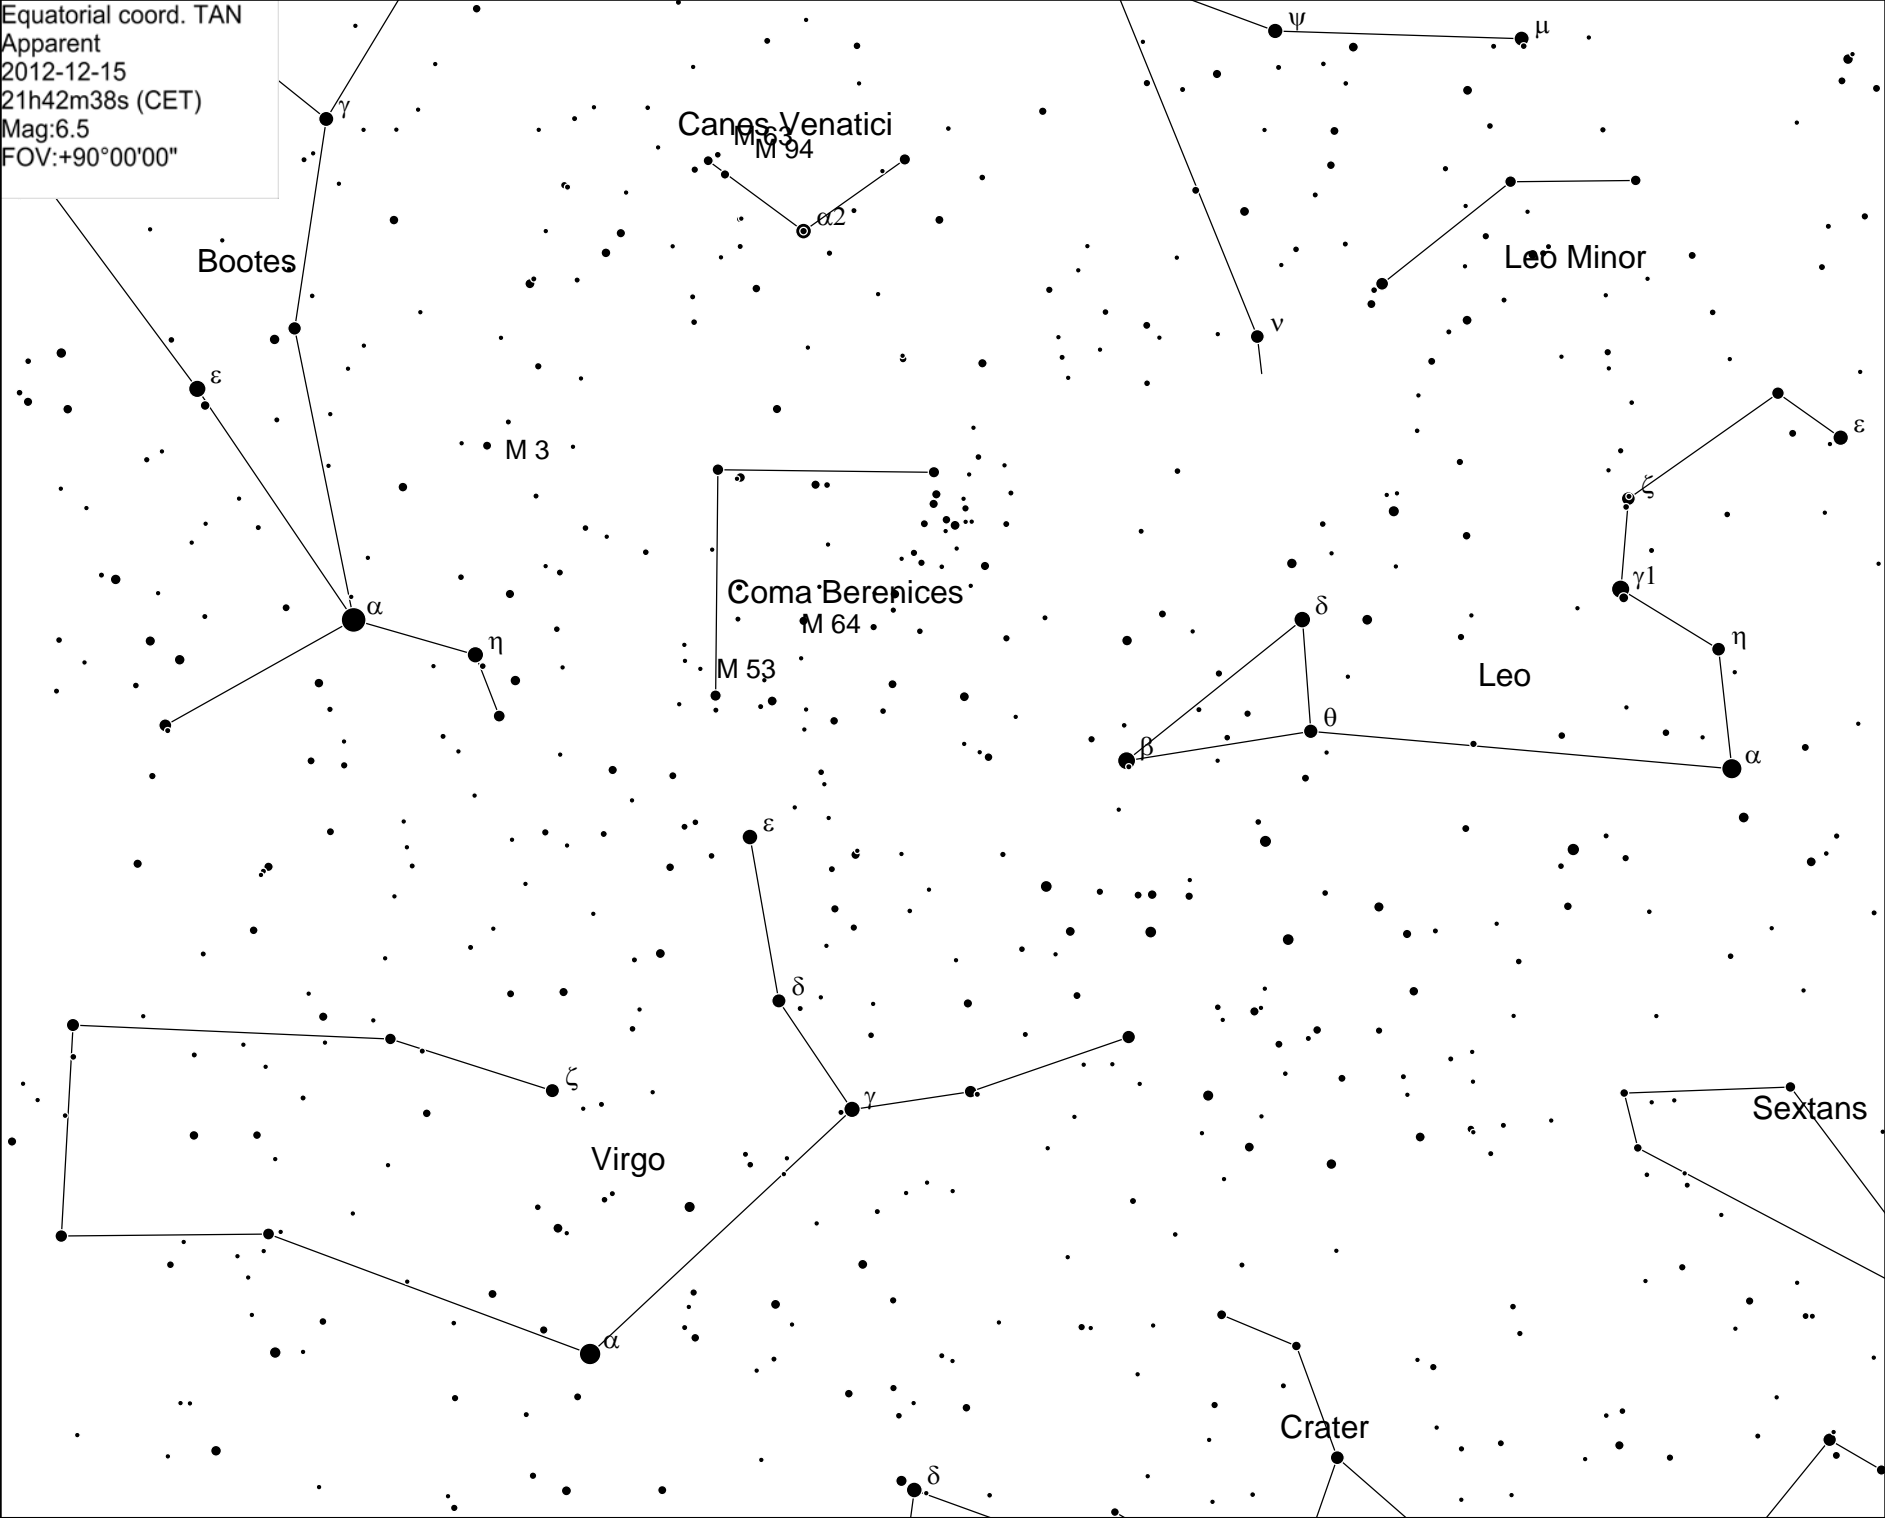 Equatorial coord. TAN
Apparent
2012-12-15
21h42m38s (CET)
Mag:6.5
FOV:+90°00'00"
ψ
μ
γ
Canes Venatici
M 63
M 94
α2
Bootes
Leo Minor
ν
ε
ε
M 3
ζ
γ1
Coma Berenices
α
δ
M 64
η
η
M 53
Leo
θ
β
α
ε
δ
ζ
γ
Sextans
Virgo
α
Crater
δ